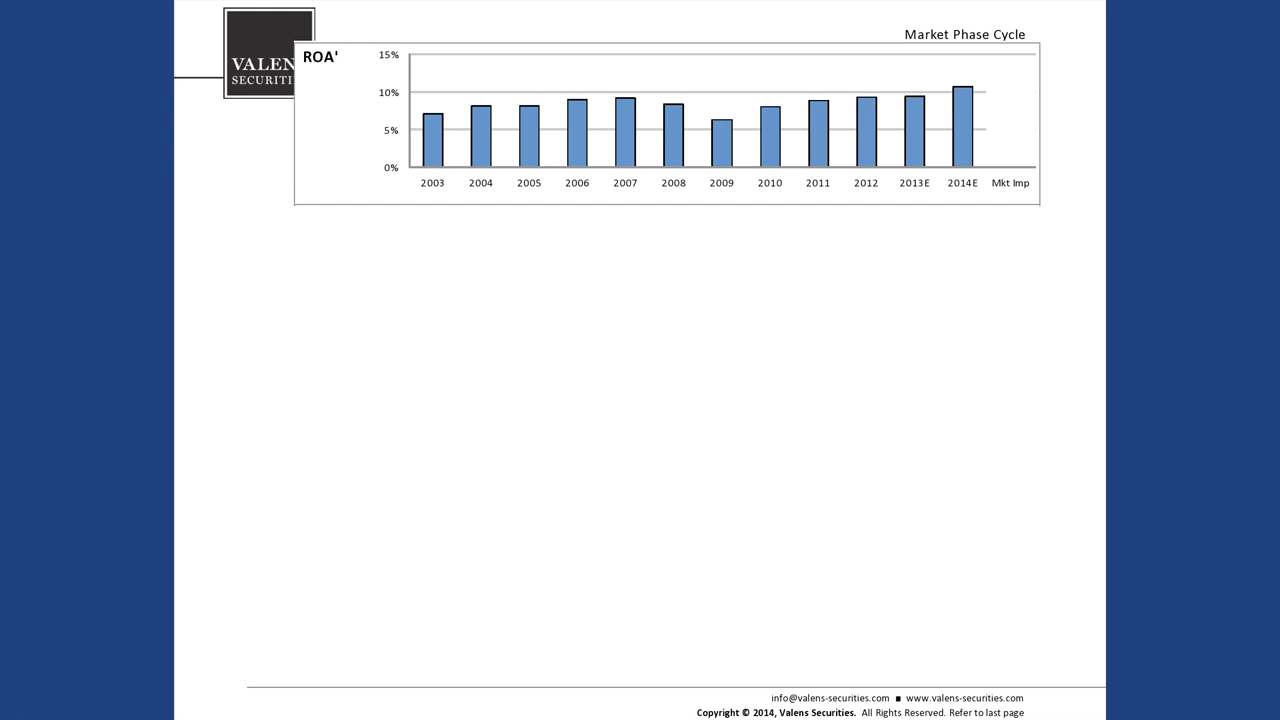 VALEN
SECURITI
Market Phase Cycle
ROA'
15%
10%
5%
0%
2003 2004 2005 2006 2007 2008 2009 2010 2011 2012 2013E 2014E Mkt Imp
info@valens-securities.com ■ www.valens-securities.com
Copyright © 2014, Valens Securities. All Rights Reserved. Refer to last page